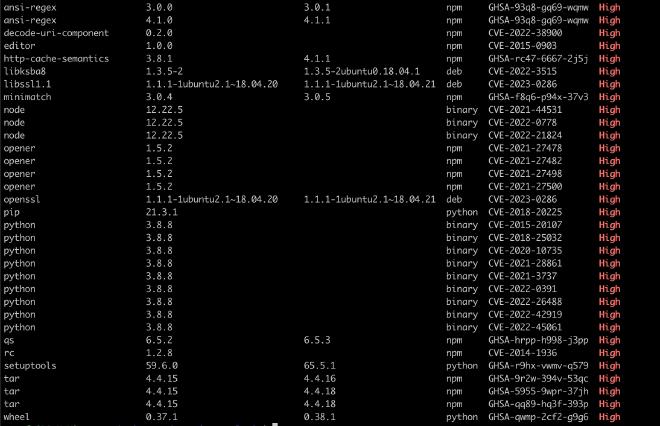 ansi-regex 3.0.0 3.0.1 npm GHSA-93q8-gq69-wqmw High
ansi-regex 4.1.0 4.1.1 npm GHSA-93q8-gq69-wqmw High
decode-uri-component 0.2.0 npm CVE-2022-38900 High
editor 1.0.0 npm CVE-2015-0903 High
http-cache-semantics 3.8.1 4.1.1 npm GHSA-rc47-6667-2j5j High
libksba8 1.3.5-2 1.3.5-2ubuntu0.18.04.1 deb CVE-2022-3515 High
libssl1.1 1.1.1-1ubuntu2.1~18.04.20 1.1.1-1ubuntu2.1~18.04.21 deb CVE-2023-0286 High
minimatch 3.0.4 3.0.5 npm GHSA-f8q6-p94x-37v3 High
node 12.22.5 binary CVE-2021-44531 High
node 12.22.5 binary CVE-2022-0778 High
node 12.22.5 binary CVE-2022-21824 High
opener 1.5.2 npm CVE-2021-27478 High
opener 1.5.2 npm CVE-2021-27482 High
opener 1.5.2 npm CVE-2021-27498 High
opener 1.5.2 npm CVE-2021-27500 High
openssl 1.1.1-1ubuntu2.1~18.04.20 1.1.1-1ubuntu2.1~18.04.21 deb CVE-2023-0286 High
pip 21.3.1 python CVE-2018-20225 High
python 3.8.8 binary CVE-2015-20107 High
python 3.8.8 binary CVE-2018-25032 High
python 3.8.8 binary CVE-2020-10735 High
python 3.8.8 binary CVE-2021-28861 High
python 3.8.8 binary CVE-2021-3737 High
python 3.8.8 binary CVE-2022-0391 High
python 3.8.8 binary CVE-2022-26488 High
python 3.8.8 binary CVE-2022-42919 High
python 3.8.8 binary CVE-2022-45061 High
qs 6.5.2 6.5.3 npm GHSA-hrpp-h998-j3pp High
rc 1.2.8 npm CVE-2014-1936 High
setuptools 59.6.0 65.5.1 python GHSA-r9hx-vwmv-q579 High
tar 4.4.15 4.4.16 npm GHSA-9r2w-394v-53qc High
tar 4.4.15 4.4.18 npm GHSA-5955-9wpr-37jh High
tar 4.4.15 4.4.18 npm GHSA-qq89-hq3f-393p High
wheel 0.37.1 0.38.1 python GHSA-qwmp-2cf2-g9g6 High